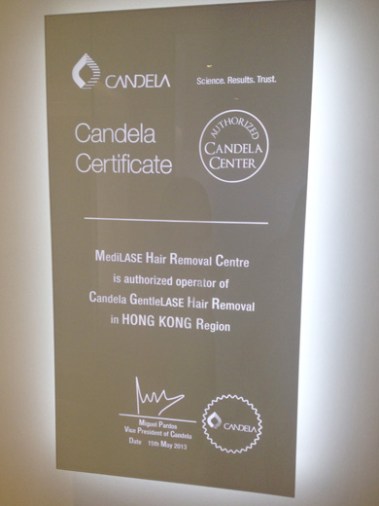 CANDELA
Science. Results. Trust.
Candela
Certificate
AUTHORIZED
CANDELA
CENTER
MediLASE Hair Removal Centre
is authorized operator of
Candela GentleLASE Hair Removal
in HONG KONG Region
Miguel Pardos
Vice President of Candela
Date 15th May 2013
CANDELA